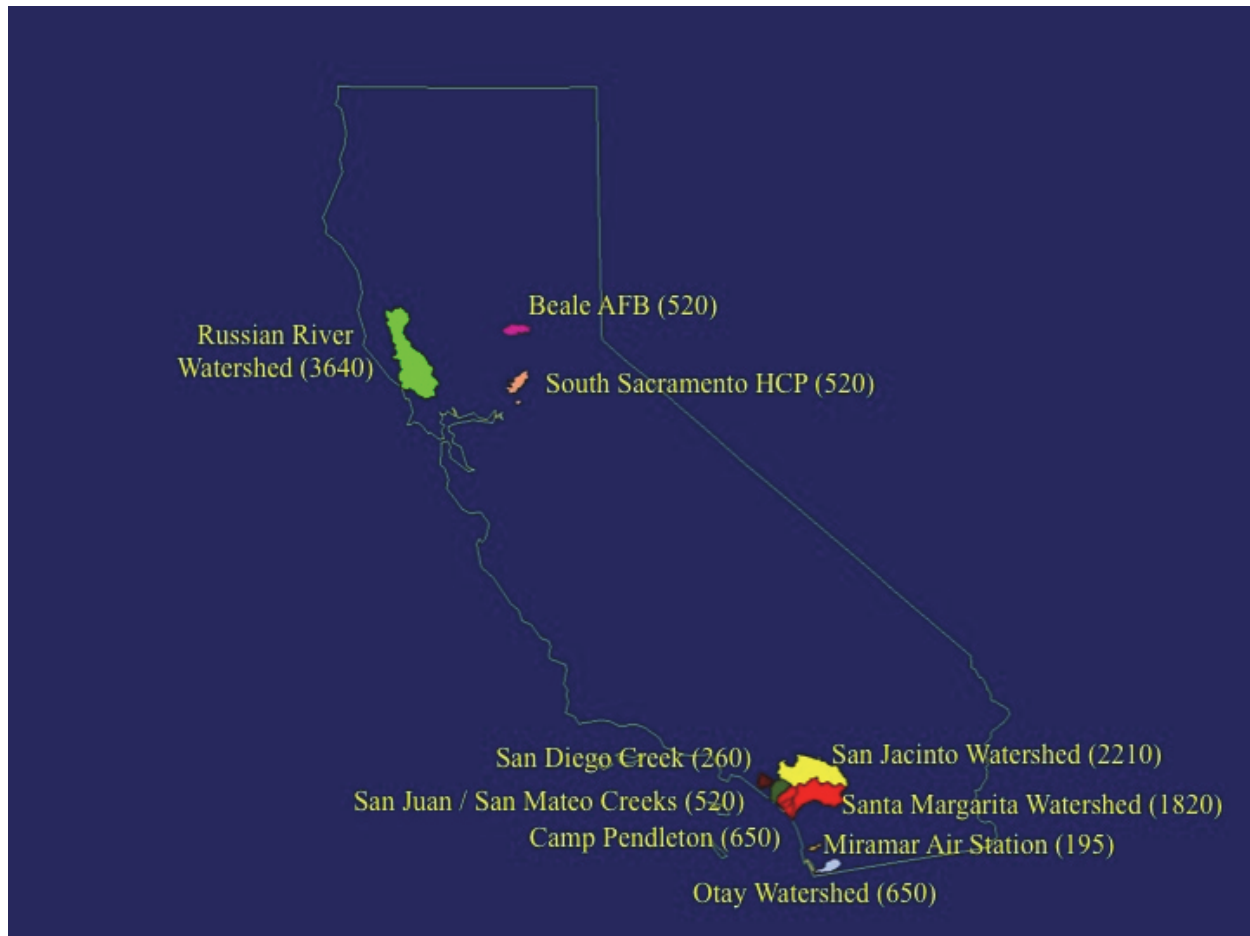 Beale AFB (520)
Russian River
Watershed (3640)
South Sacramento HCP (520)
San Diego Creek (260)
San Jacinto Watershed (2210)
San Juan / San Mateo Creeks (520)
Santa Margarita Watershed (1820)
Camp Pendleton (650)
Miramar Air Station (195)
Otay Watershed (650)